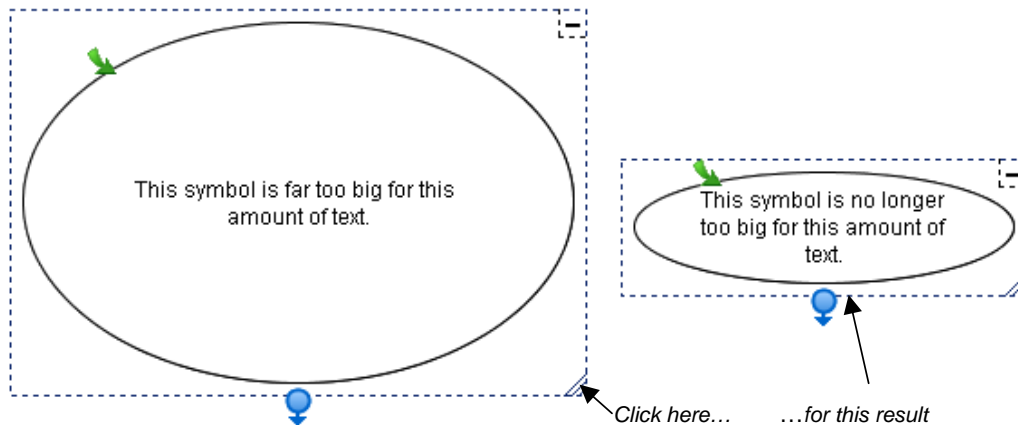 This symbol is far too big for this
amount of text.
This symbol is no longer
too big for this amount of
text.
Click here…
…for this result